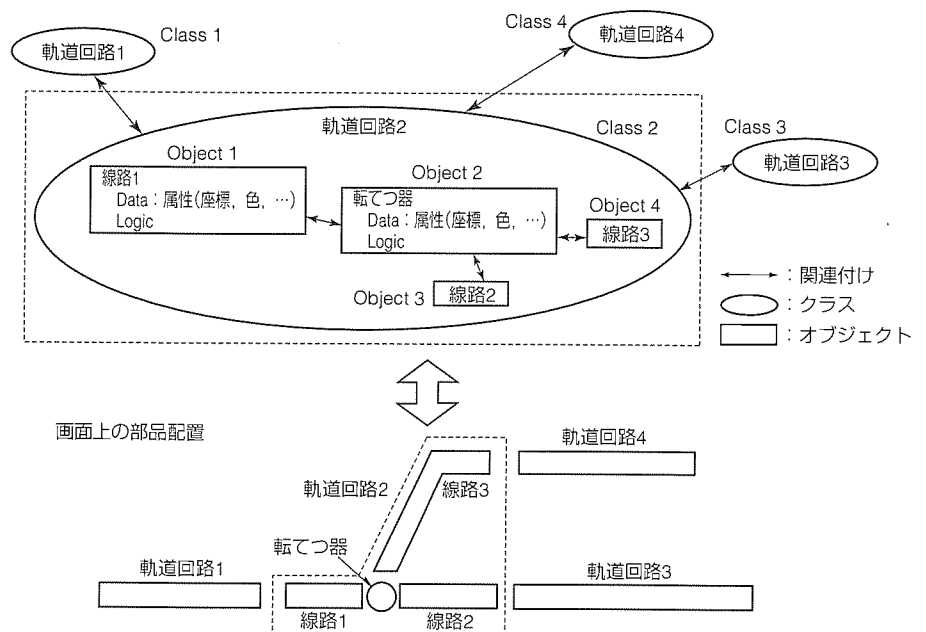 軌道回路1
Class 1
Class 4
軌道回路4
軌道回路2
Class 2
Class 3
軌道回路3
Object 1
線路1
Data:属性(座標,色,…)
Logic
Object 2
転てつ器
Data:属性(座標,色,…)
Logic
Object 4
線路3
Object 3
線路2
:関連付け
:クラス
:オブジェクト
画面上の部品配置
軌道回路4
軌道回路2
線路3
転てつ器
軌道回路1
軌道回路3
線路1
線路2